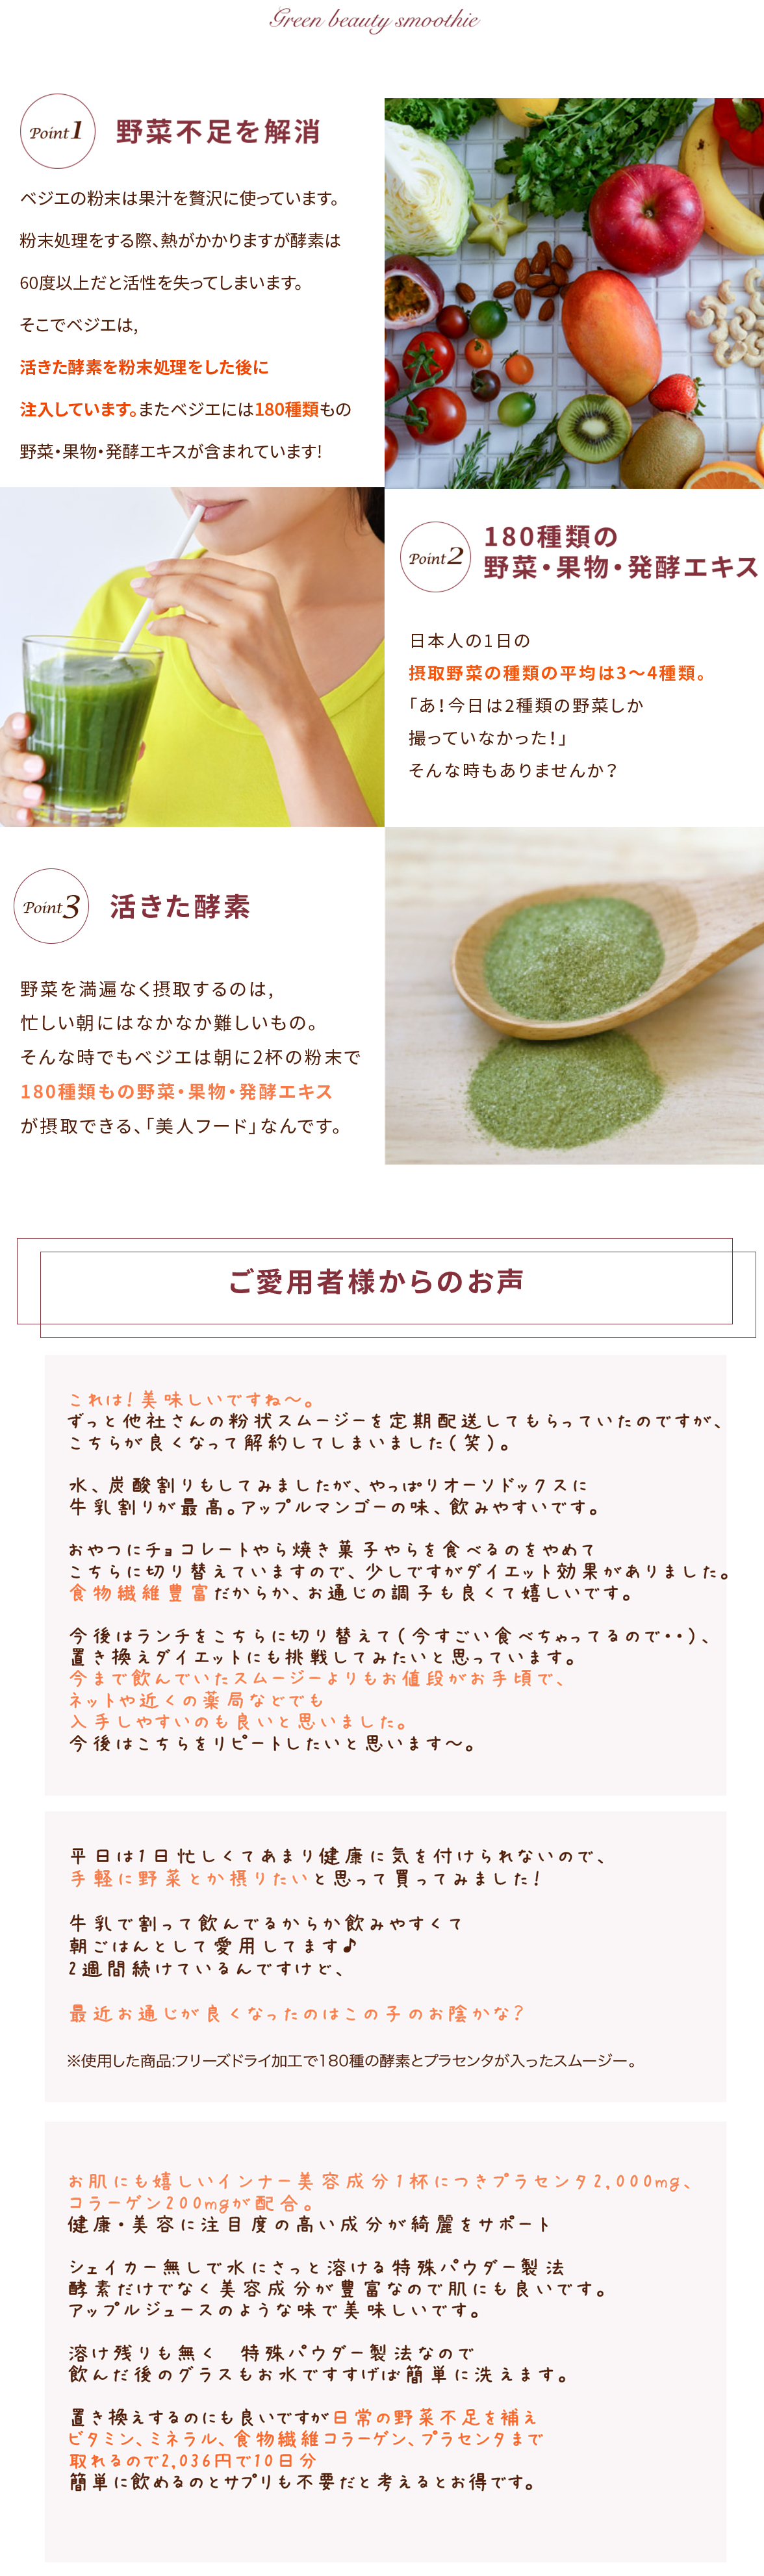 Green beauty smoothie
Point1
野菜不足を解消
ベジエの粉末は果汁を贅沢に使っています。
粉末処理をする際、熱がかかりますが酵素は
60度以上だと活性を失ってしまいます。
そこでベジエは,
活きた酵素を粉末処理をした後に
注入しています。またベジエには180種類もの
野菜・果物・発酵エキスが含まれています!
Point2
180種類の
野菜・果物・発酵エキス
日本人の1日の
摂取野菜の種類の平均は3〜4種類。
「あ!今日は2種類の野菜しか
撮っていなかった!」
そんな時もありませんか?
Point3
活きた酵素
野菜を満遍なく摂取するのは,
忙しい朝にはなかなか難しいもの。
そんな時でもベジエは朝に2杯の粉末で
180種類もの野菜・果物・発酵エキス
が摂取できる、「美人フード」なんです。
ご愛用者様からのお声
これは!美味しいですね〜。
ずっと他社さんの粉状スムージーを定期配送してもらっていたのですが、
こちらが良くなって解約してしまいました(笑)。
水、炭酸割りもしてみましたが、やっぱりオーソドックスに
牛乳割りが最高。アップルマンゴーの味、飲みやすいです。
おやつにチョコレートやら焼き菓子やらを食べるのをやめて
こちらに切り替えていますので、少しですがダイエット効果がありました。
食物繊維豊富だからか、お通じの調子も良くて嬉しいです。
今後はランチをこちらに切り替えて(今すごい食べちゃってるので・・)、
置き換えダイエットにも挑戦してみたいと思っています。
今まで飲んでいたスムージーよりもお値段がお手頃で、
ネットや近くの薬局などでも
入手しやすいのも良いと思いました。
今後はこちらをリピートしたいと思います〜。
平日は1日忙しくてあまり健康に気を付けられないので、
手軽に野菜とか摂りたいと思って買ってみました!
牛乳で割って飲んでるからか飲みやすくて
朝ごはんとして愛用してます♪
2週間続けているんですけど、
最近お通じが良くなったのはこの子のお陰かな?
※使用した商品:フリーズドライ加工で180種の酵素とプラセンタが入ったスムージー。
お肌にも嬉しいインナー美容成分1杯につきプラセンタ2,000mg、
コラーゲン200mgが配合。
健康・美容に注目度の高い成分が綺麗をサポート
シェイカー無しで水にさっと溶ける特殊パウダー製法
酵素だけでなく美容成分が豊富なので肌にも良いです。
アップルジュースのような味で美味しいです。
溶け残りも無く　特殊パウダー製法なので
飲んだ後のグラスもお水ですすげば簡単に洗えます。
置き換えするのにも良いですが日常の野菜不足を補え
ビタミン、ミネラル、食物繊維コラーゲン、プラセンタまで
取れるので2,036円で10日分
簡単に飲めるのとサプリも不要だと考えるとお得です。